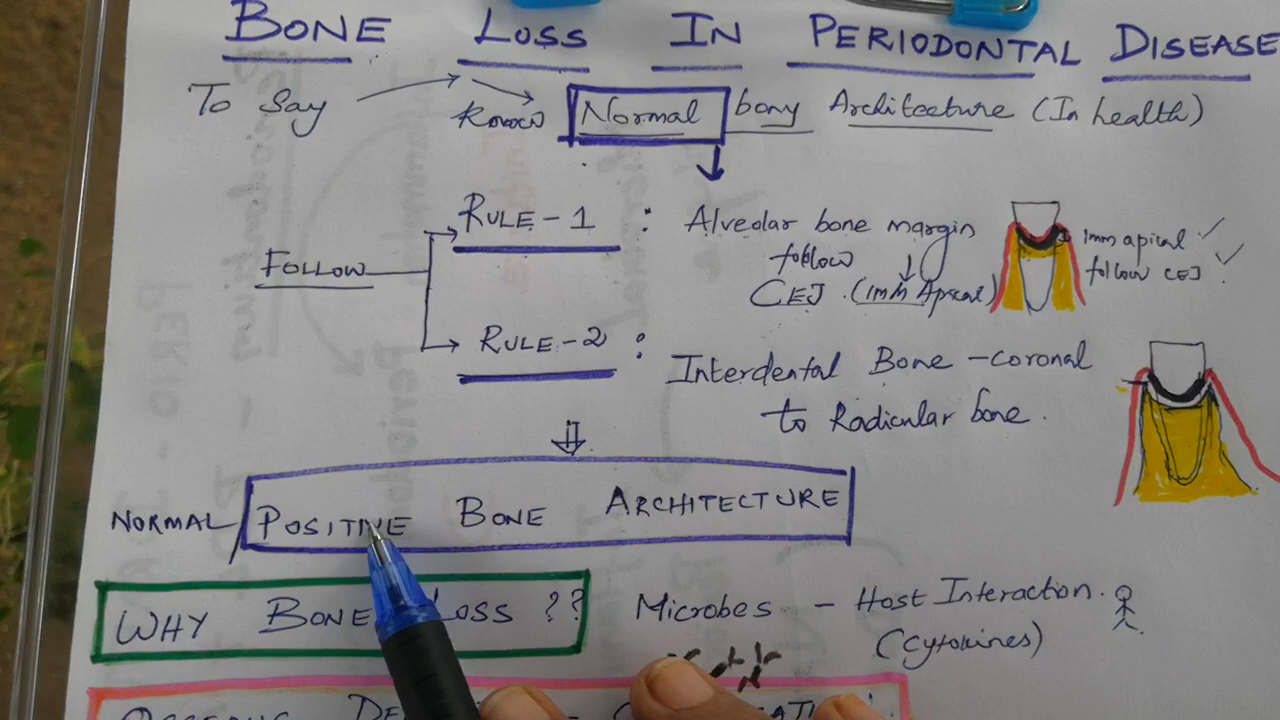 BONE LOSS IN PERIODONTAL DISEASE
To Say Know Normal bony Architecture (In health)
RULE-1 : Alveolar bone margin
follow
CEJ (1mm Apical)
1mm apical
follow CEJ
FOLLOW
RULE-2 : Interdental Bone - coronal
to Radicular bone.
NORMAL/ POSITIVE BONE ARCHITECTURE
WHY BONE LOSS ?? Microbes - Host Interaction.
(Cytokines)